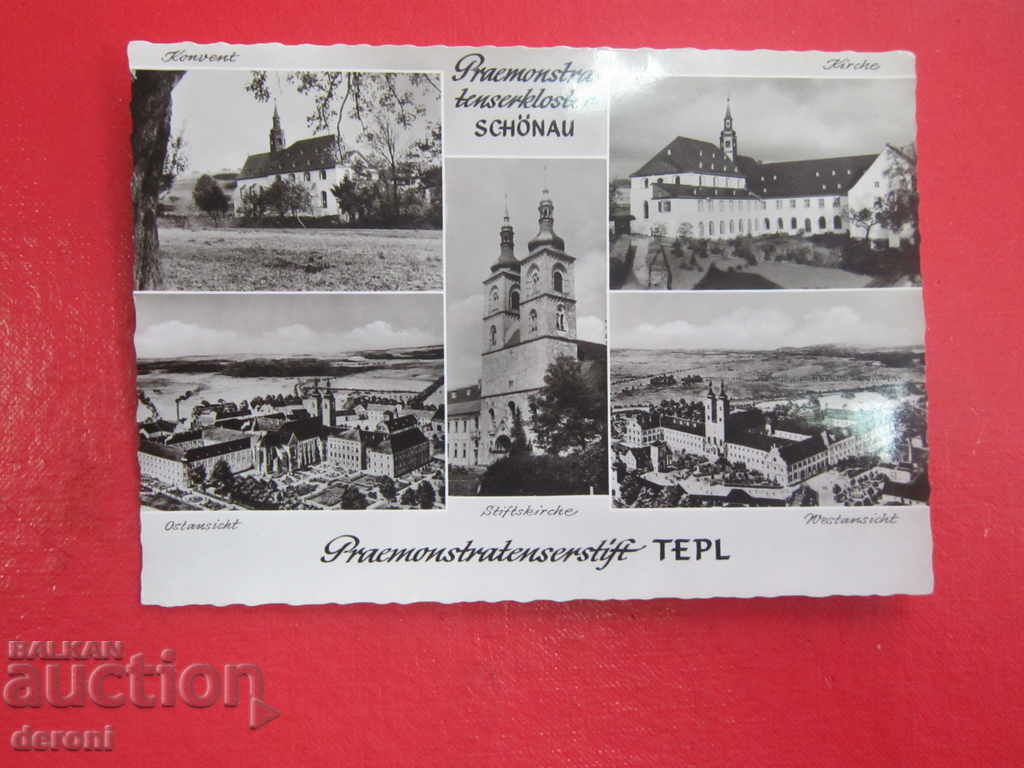 Konvent
Praemonstra
tenserkloster
SCHÖNAU
Kirche
Ostansicht
Stiftskirche
Westansicht
Praemonstratenserstift TEPL
BALKAN
auction
deroni